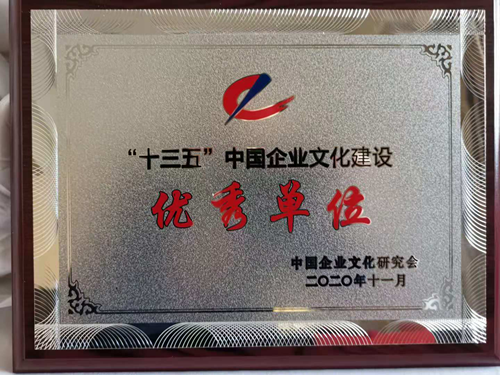 “十三五”中国企业文化建设
优秀单位
中国企业文化研究会
二〇二〇年十一月